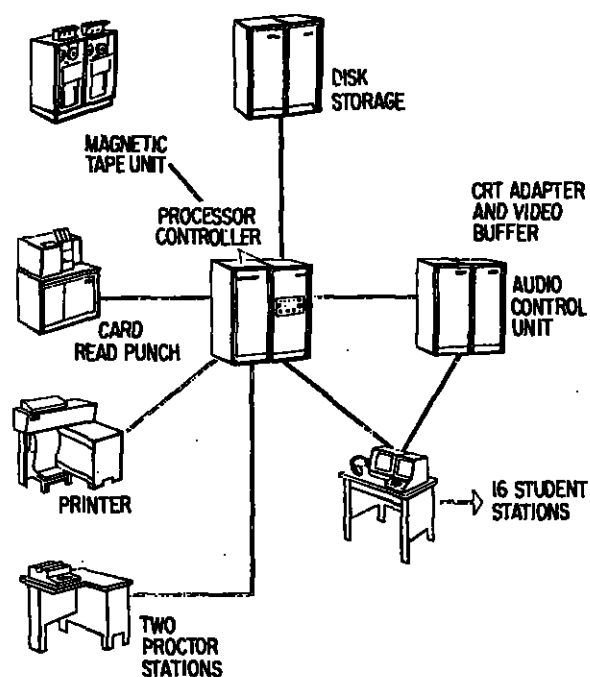 DISK
STORAGE
MAGNETIC
TAPE UNIT
PROCESSOR
CONTROLLER
CRT ADAPTER
AND VIDEO
BUFFER
AUDIO
CONTROL
UNIT
CARD
READ PUNCH
PRINTER
16 STUDENT
STATIONS
TWO
PROCTOR
STATIONS